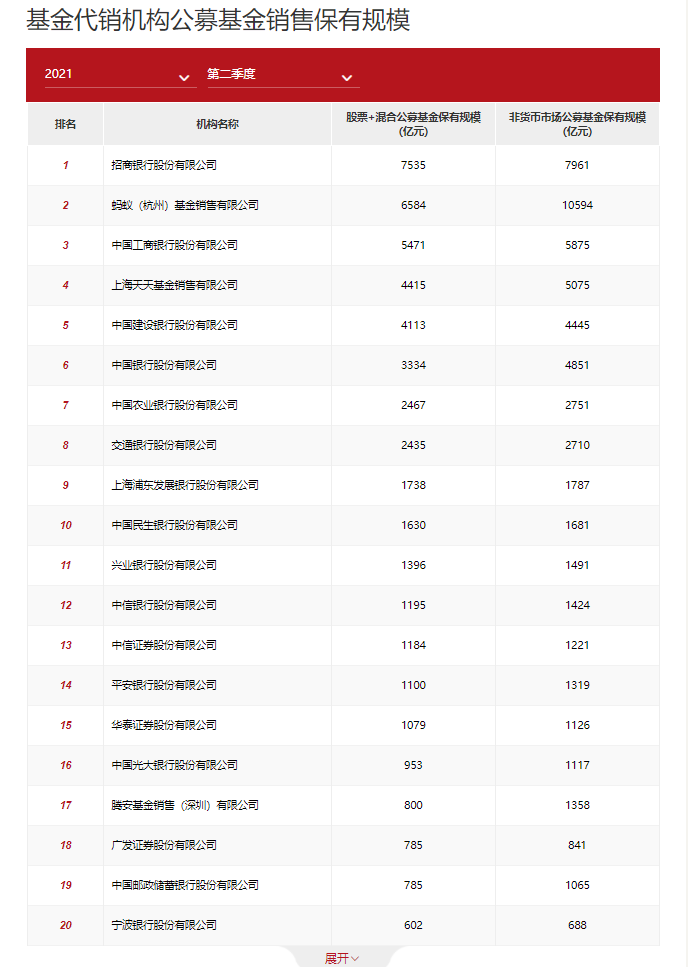 基金代销机构公募基金销售保有规模
2021 第二季度
排名 机构名称 股票+混合公募基金保有规模（亿元） 非货币市场公募基金保有规模（亿元）
1 招商银行股份有限公司 7535 7961
2 蚂蚁（杭州）基金销售有限公司 6584 10594
3 中国工商银行股份有限公司 5471 5875
4 上海天天基金销售有限公司 4415 5075
5 中国建设银行股份有限公司 4113 4445
6 中国银行股份有限公司 3334 4851
7 中国农业银行股份有限公司 2467 2751
8 交通银行股份有限公司 2435 2710
9 上海浦东发展银行股份有限公司 1738 1787
10 中国民生银行股份有限公司 1630 1681
11 兴业银行股份有限公司 1396 1491
12 中信银行股份有限公司 1195 1424
13 中信证券股份有限公司 1184 1221
14 平安银行股份有限公司 1100 1319
15 华泰证券股份有限公司 1079 1126
16 中国光大银行股份有限公司 953 1117
17 腾安基金销售（深圳）有限公司 800 1358
18 广发证券股份有限公司 785 841
19 中国邮政储蓄银行股份有限公司 785 1065
20 宁波银行股份有限公司 602 688
展开